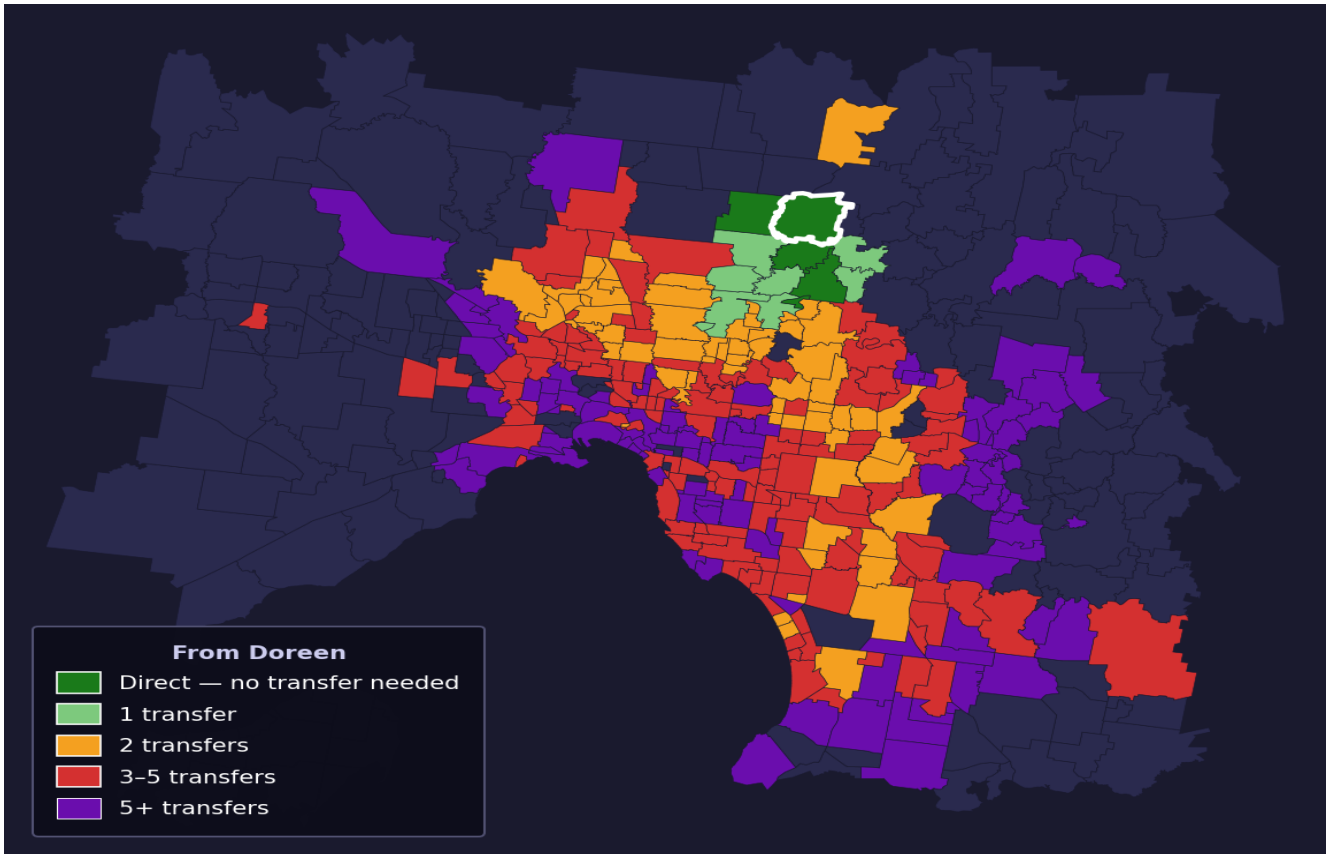 From Doreen
Direct — no transfer needed
1 transfer
2 transfers
3–5 transfers
5+ transfers